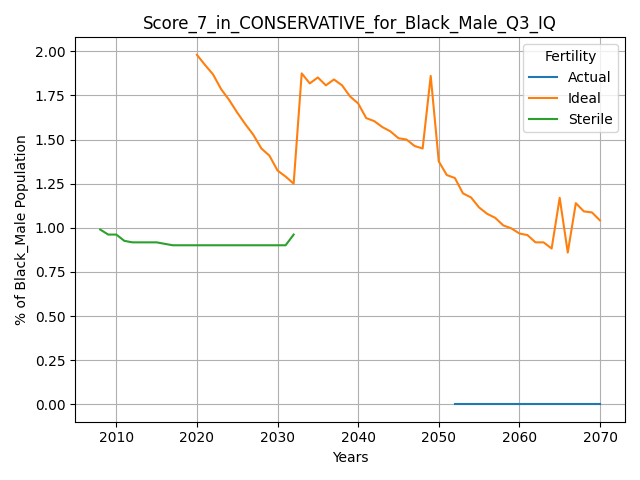 Score_7_in_CONSERVATIVE_for_Black_Male_Q3_IQ
Fertility
Actual
Ideal
Sterile
% of Black_Male Population
2.00
1.75
1.50
1.25
1.00
0.75
0.50
0.25
0.00
2010 2020 2030 2040 2050 2060 2070
Years